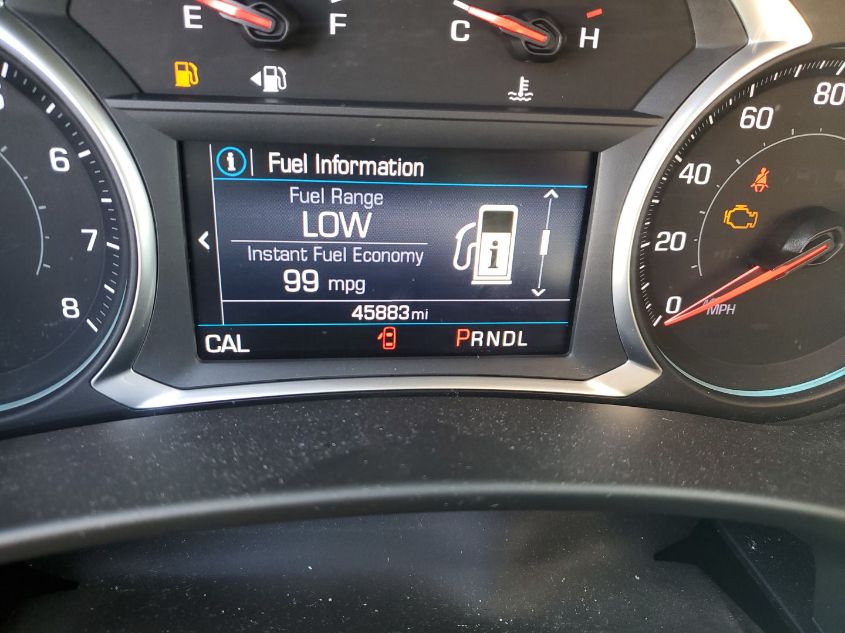 E F
C H
6
7
8
i Fuel Information
Fuel Range
LOW
Instant Fuel Economy
99 mpg
i
45883mi
CAL
PRNDL
80
60
40
20
0
MPH